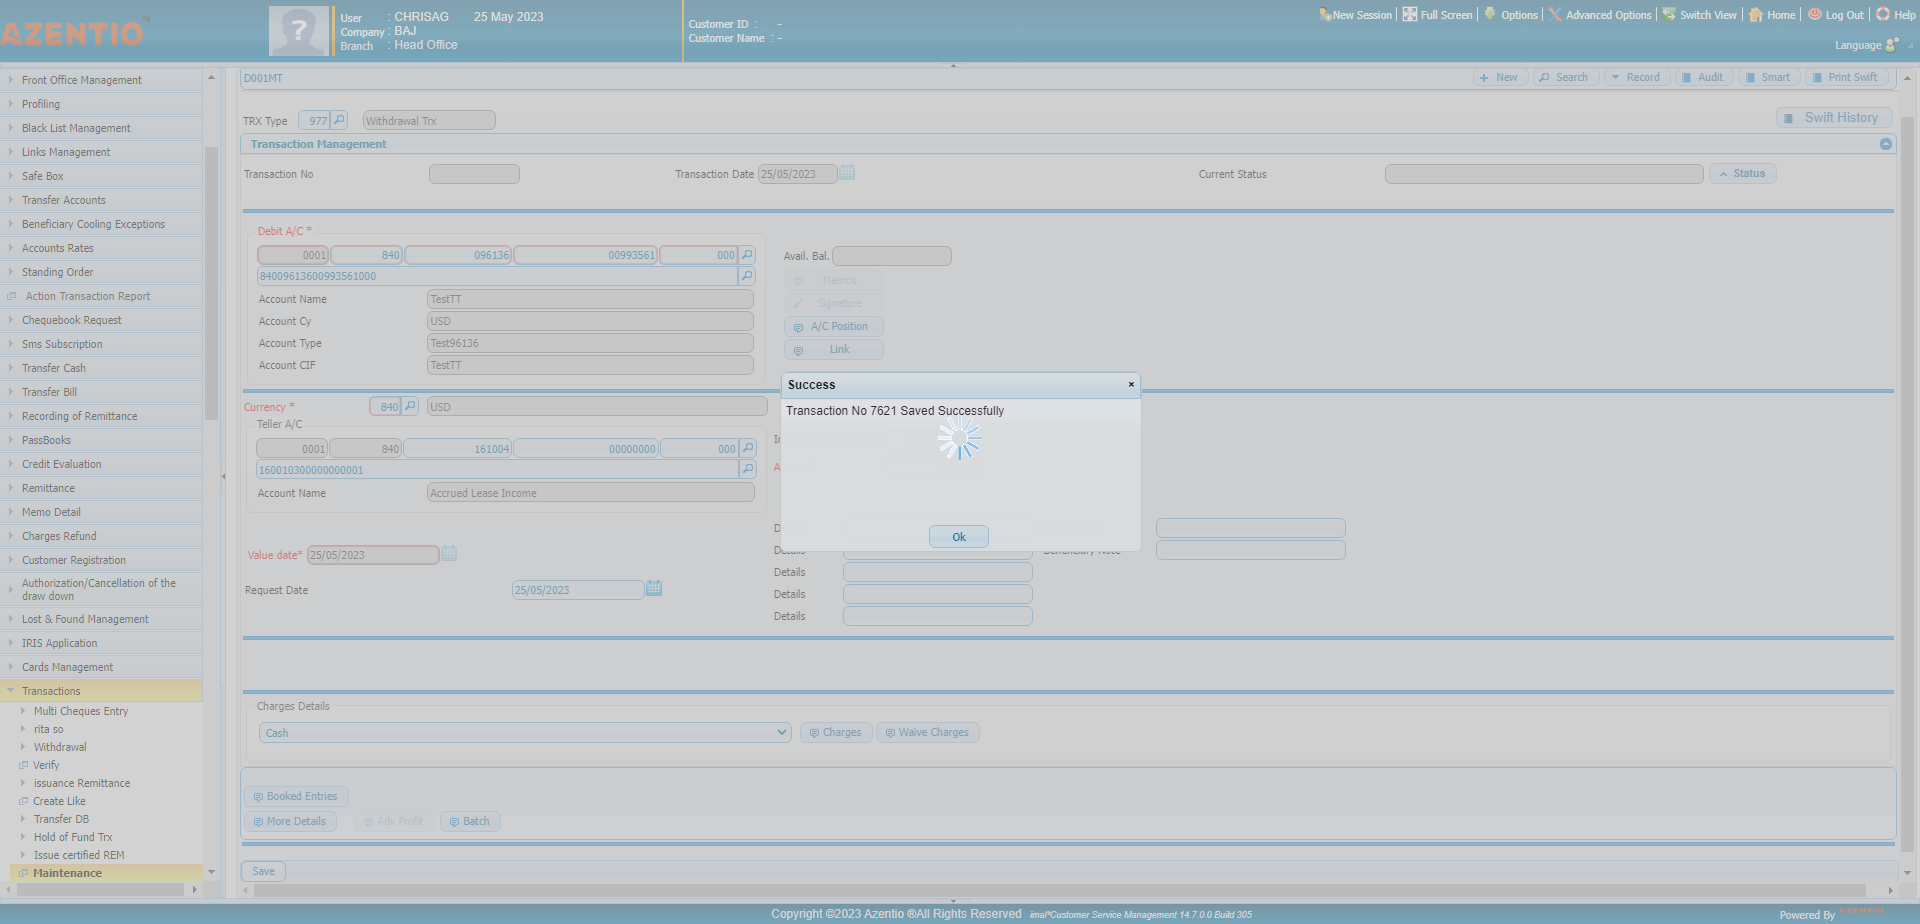 AZENTIO™
User : CHRISAG 25 May 2023
Company : BAJ
Branch : Head Office
Customer ID : -
Customer Name : -
New Session Full Screen Options Advanced Options Switch View Home Log Out Help
Language
Front Office Management
Profiling
Black List Management
Links Management
Safe Box
Transfer Accounts
Beneficiary Cooling Exceptions
Accounts Rates
Standing Order
Action Transaction Report
Chequebook Request
Sms Subscription
Transfer Cash
Transfer Bill
Recording of Remittance
PassBooks
Credit Evaluation
Remittance
Memo Detail
Charges Refund
Customer Registration
Authorization/Cancellation of the
draw down
Lost & Found Management
IRIS Application
Cards Management
Transactions
Multi Cheques Entry
rita so
Withdrawal
Verify
issuance Remittance
Create Like
Transfer DB
Hold of Fund Trx
Issue certified REM
Maintenance
D001MT
New Search Record Audit Smart Print Swift
TRX Type 977 Withdrawal Trx
Swift History
Transaction Management
Transaction No Transaction Date 25/05/2023 Current Status Status
Debit A/C *
0001 840 096136 00993561 000
84009613600993561000
Account Name TestTT
Account Cy USD
Account Type Test96136
Account CIF TestTT
Avail. Bal.
Memos
Signature
A/C Position
Link
Currency * 840 USD
Teller A/C
0001 840 161004 00000000 000
160010300000000001
Account Name Accrued Lease Income
Success ×
Transaction No 7621 Saved Successfully
Ok
Value date* 25/05/2023
Request Date 25/05/2023
Details Beneficiary Note
Details
Details
Details
Charges Details
Cash Charges Waive Charges
Booked Entries
More Details Adv Profit Batch
Save
Copyright ©2023 Azentio ®All Rights Reserved imal*Customer Service Management 14.7.0.0 Build 305
Powered By AZENTIO